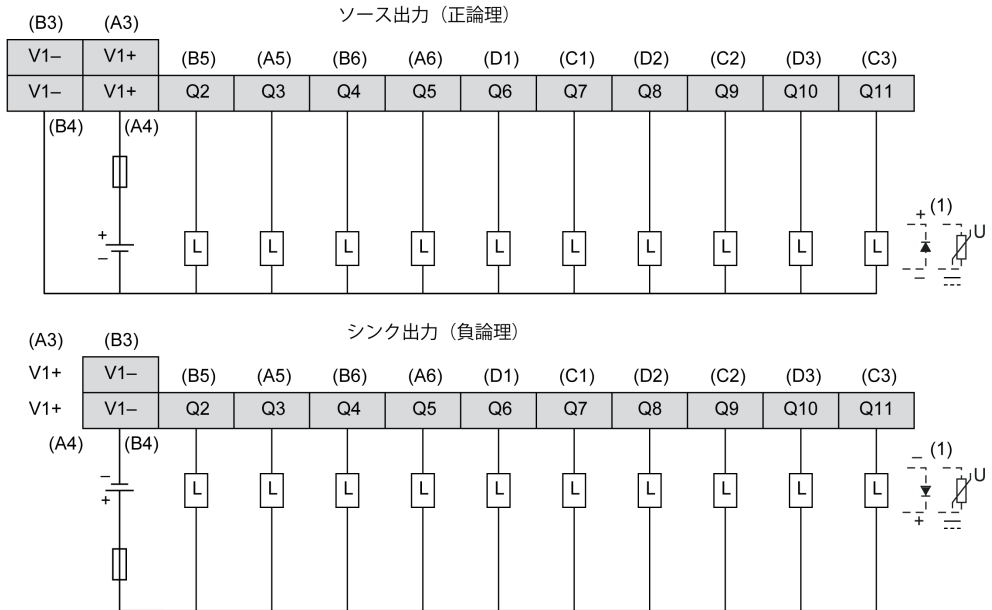 ソース出力（正論理）
(B3) (A3)
V1– V1+ (B5) (A5) (B6) (A6) (D1) (C1) (D2) (C2) (D3) (C3)
V1– V1+ Q2 Q3 Q4 Q5 Q6 Q7 Q8 Q9 Q10 Q11
(B4) (A4)
+ (1)
U
+ L L L L L L L L L L
–
–
シンク出力（負論理）
(A3) (B3)
V1+ V1– (B5) (A5) (B6) (A6) (D1) (C1) (D2) (C2) (D3) (C3)
V1+ V1– Q2 Q3 Q4 Q5 Q6 Q7 Q8 Q9 Q10 Q11
(A4) (B4)
– (1)
U
– L L L L L L L L L L
+
+